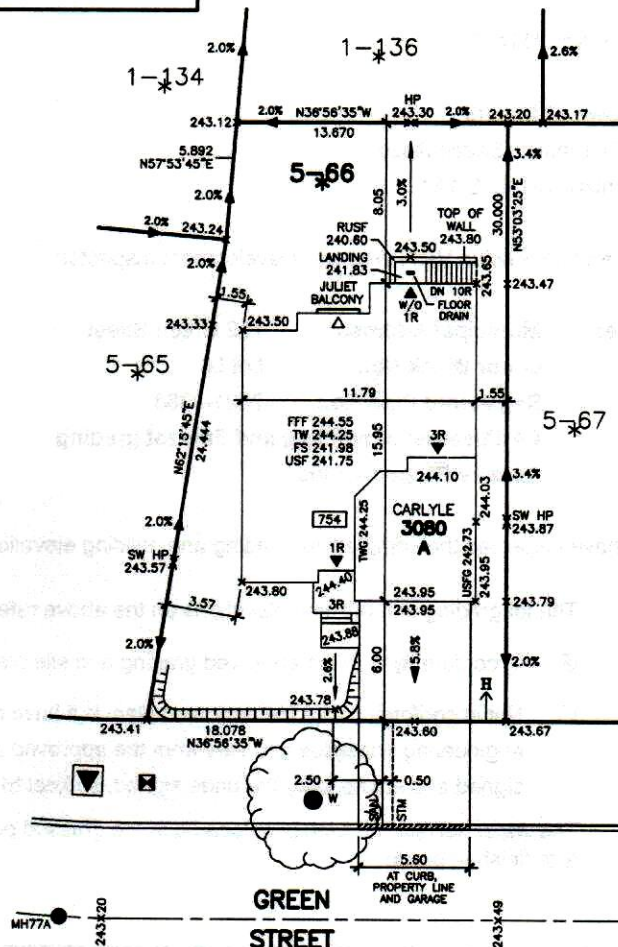 2.0%
1-136
2.6%
1-134
HP
2.0%
N36°56'35"W
243.30
2.0%
243.20
243.17
243.12
13.670
5.892
N57°53'45"E
3.4%
5-66
2.0%
8.05
3.0%
30.000
N53°03'25"E
RUSF
240.60
TOP OF
WALL
243.80
2.0%
243.24
243.50
LANDING
241.83
243.65
2.0%
JULIET
BALCONY
DN 10R
243.47
W/O
1R
FLOOR
DRAIN
1.55
243.33
243.50
5-65
11.79
1.55
5-67
N62°15'45"E
24.444
FFF 244.55
TW 244.25
FS 241.98
USF 241.75
15.95
3R
244.10
3.4%
2.0%
754
TWG 244.25
CARLYLE
3080
A
USFG 242.73
244.03
SW HP
243.87
SW HP
243.57
1R
243.80
244.40
243.95
243.95
243.95
243.79
3.57
3R
243.88
2.0%
2.6%
6.00
5.8%
2.0%
H
243.78
243.41
18.078
N36°56'35"W
243.60
243.67
2.50
0.50
W
SAN
STM
5.60
AT CURB,
PROPERTY LINE
AND GARAGE
GREEN
STREET
MH77A
243x20
243x49